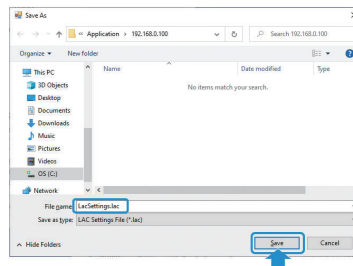 Save As
« Application > 192.168.0.100
Search 192.168.0.100
Organize
New folder
This PC
3D Objects
Desktop
Documents
Downloads
Music
Pictures
Videos
OS (C:)
Network
Name
Date modified
Type
No items match your search.
File name: LacSettings.lac
Save as type: LAC Settings File (*.lac)
Hide Folders
Save
Cancel